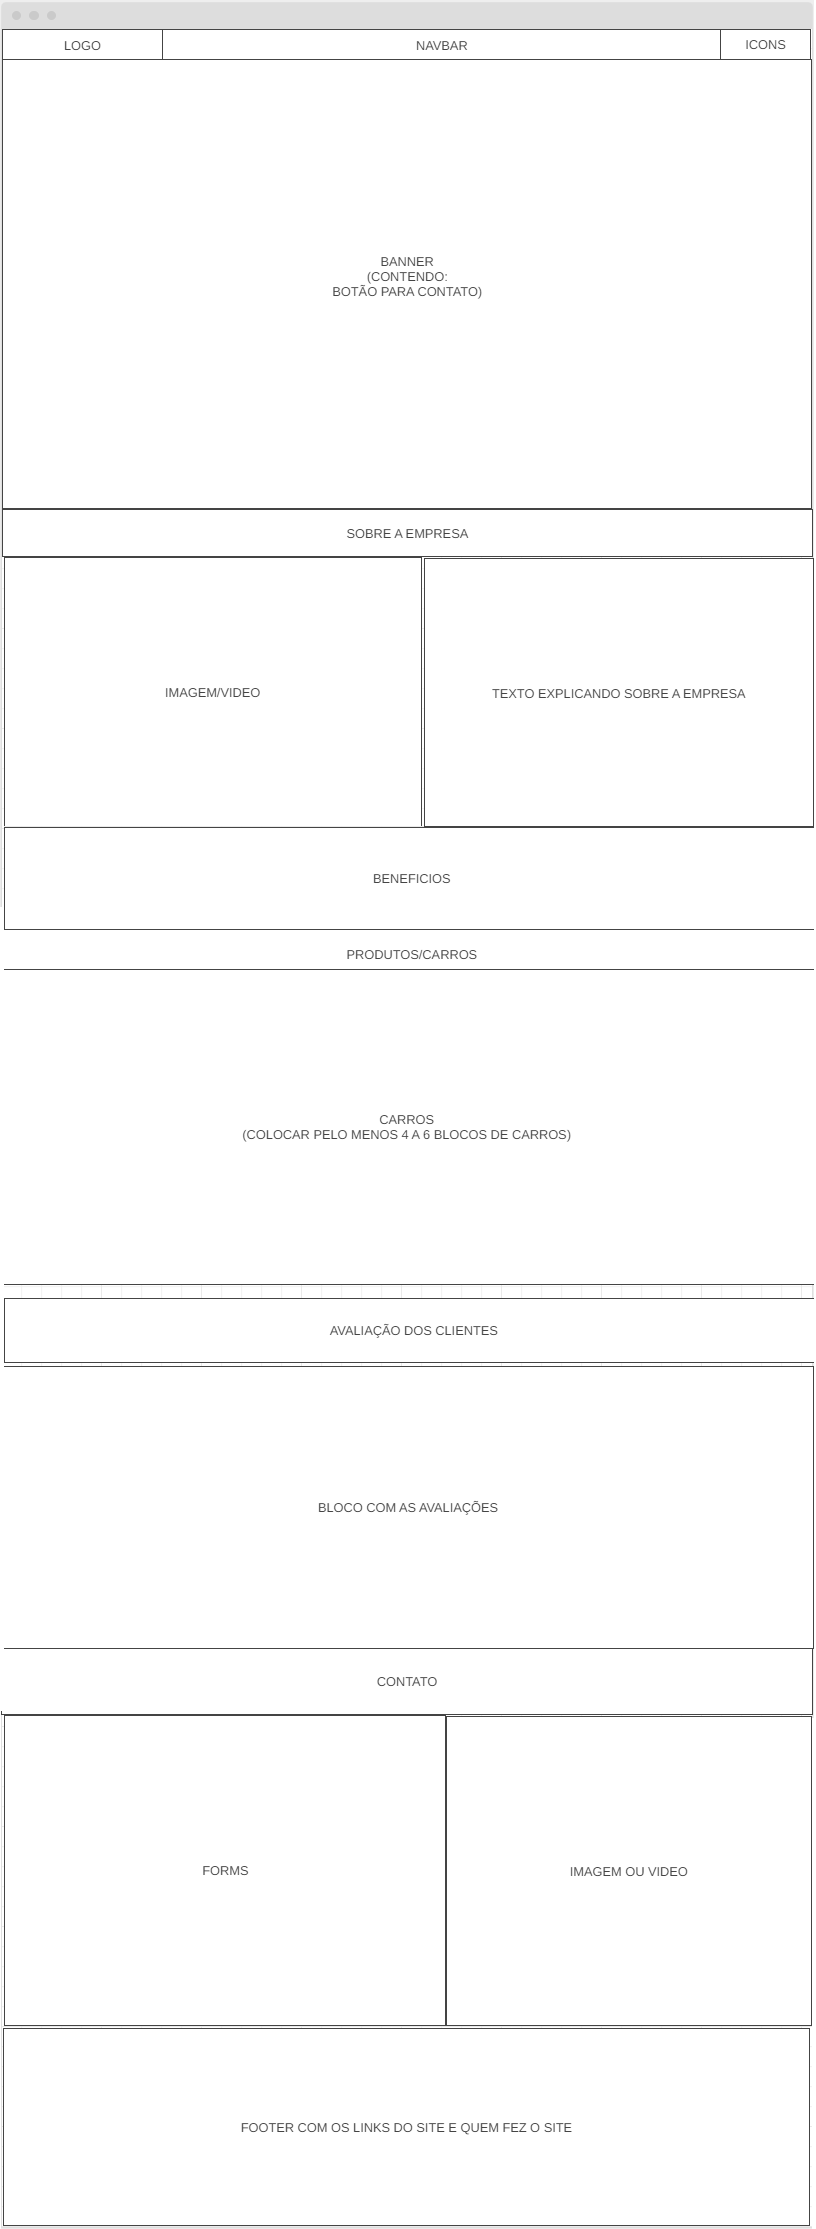 LOGO
NAVBAR
ICONS
BANNER
(CONTENDO:
BOTÃO PARA CONTATO)
SOBRE A EMPRESA
IMAGEM/VIDEO
TEXTO EXPLICANDO SOBRE A EMPRESA
BENEFICIOS
PRODUTOS/CARROS
CARROS
(COLOCAR PELO MENOS 4 A 6 BLOCOS DE CARROS)
AVALIAÇÃO DOS CLIENTES
BLOCO COM AS AVALIAÇÕES
CONTATO
FORMS
IMAGEM OU VIDEO
FOOTER COM OS LINKS DO SITE E QUEM FEZ O SITE